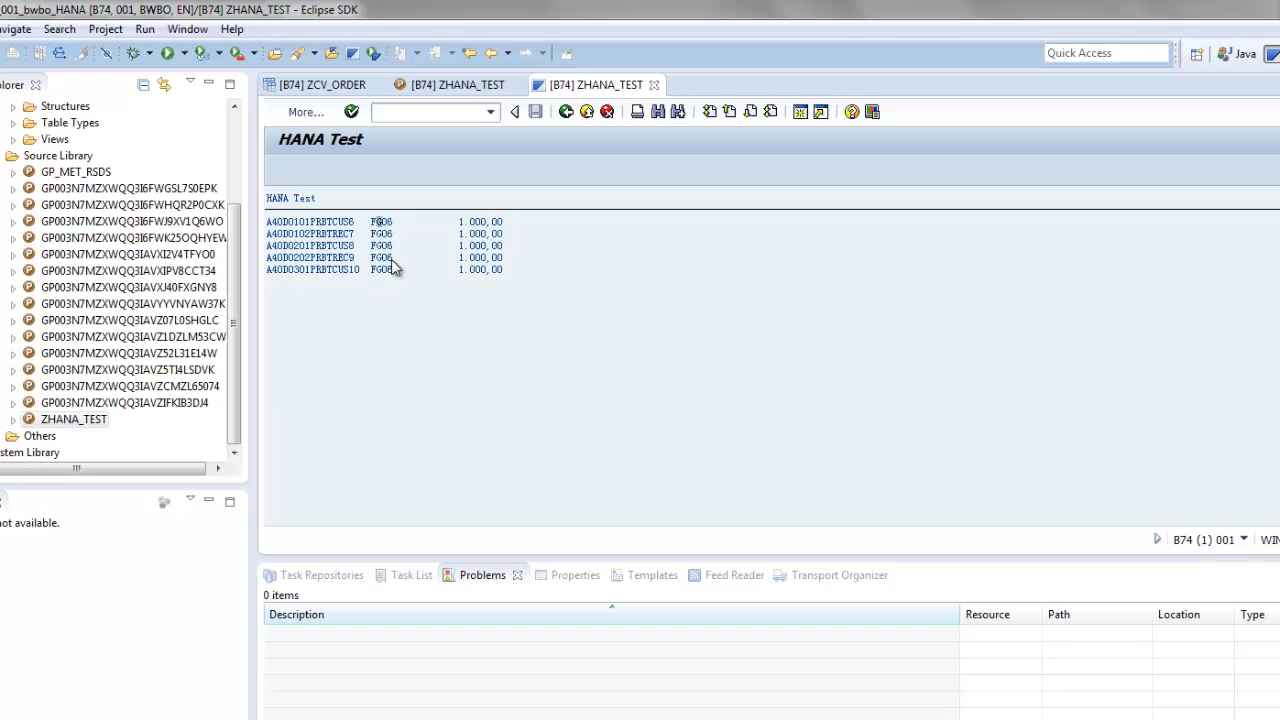 _001_bwbo_HANA [B74, 001, BWBO, EN]/[B74] ZHANA_TEST - Eclipse SDK
avigate Search Project Run Window Help
Quick Access
Java
plorer
[B74] ZCV_ORDER
[B74] ZHANA_TEST
[B74] ZHANA_TEST
More...
HANA Test
HANA Test
A40D0101PRBTCUS6 FG06 1.000,00
A40D0102PRBTREC7 FG06 1.000,00
A40D0201PRBTCUS8 FG06 1.000,00
A40D0202PRBTREC9 FG06 1.000,00
A40D0301PRBTCUS10 FG06 1.000,00
Structures
Table Types
Views
Source Library
GP_MET_RSDS
GP003N7MZXWQQ3I6FWGSL7S0EPK
GP003N7MZXWQQ3I6FWHQR2P0CXK
GP003N7MZXWQQ3I6FWJ9XV1Q6WO
GP003N7MZXWQQ3I6FWK25OQHYEW
GP003N7MZXWQQ3IAVXI2V4TFYO0
GP003N7MZXWQQ3IAVXIPV8CCT34
GP003N7MZXWQQ3IAVXJ40FXGNY8
GP003N7MZXWQQ3IAVYYVNYAW37K
GP003N7MZXWQQ3IAVZ07L0SHGLC
GP003N7MZXWQQ3IAVZ1DZLM53CW
GP003N7MZXWQQ3IAVZ52L31E14W
GP003N7MZXWQQ3IAVZ5TI4LSDVK
GP003N7MZXWQQ3IAVZCMZL65074
GP003N7MZXWQQ3IAVZIFKIB3DJ4
ZHANA_TEST
Others
stem Library
not available.
B74 (1) 001
WIN
Task Repositories
Task List
Problems
Properties
Templates
Feed Reader
Transport Organizer
0 items
Description Resource Path Location Type